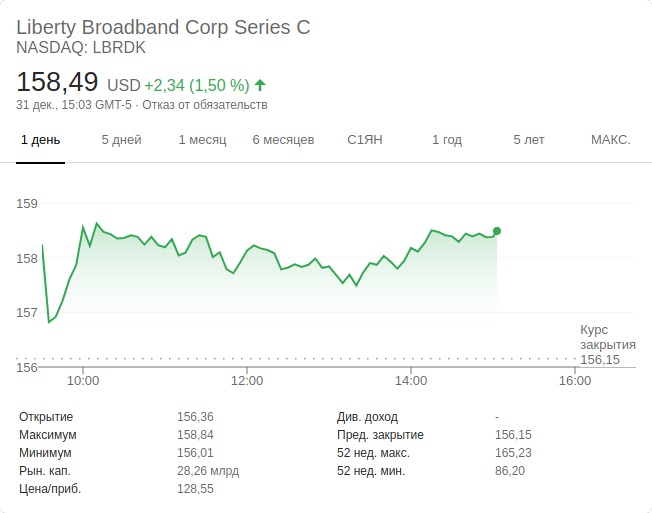 Liberty Broadband Corp Series C
NASDAQ: LBRDK
158,49 USD +2,34 (1,50 %)
31 дек., 15:03 GMT-5 · Отказ от обязательств
1 день 5 дней 1 месяц 6 месяцев С1ЯН 1 год 5 лет МАКС.
159
158
157
156
Курс
закрытия
156,15
10:00 12:00 14:00 16:00
Открытие 156,36
Максимум 158,84
Минимум 156,01
Рын. кап. 28,26 млрд
Цена/приб. 128,55
Див. доход -
Пред. закрытие 156,15
52 нед. макс. 165,23
52 нед. мин. 86,20